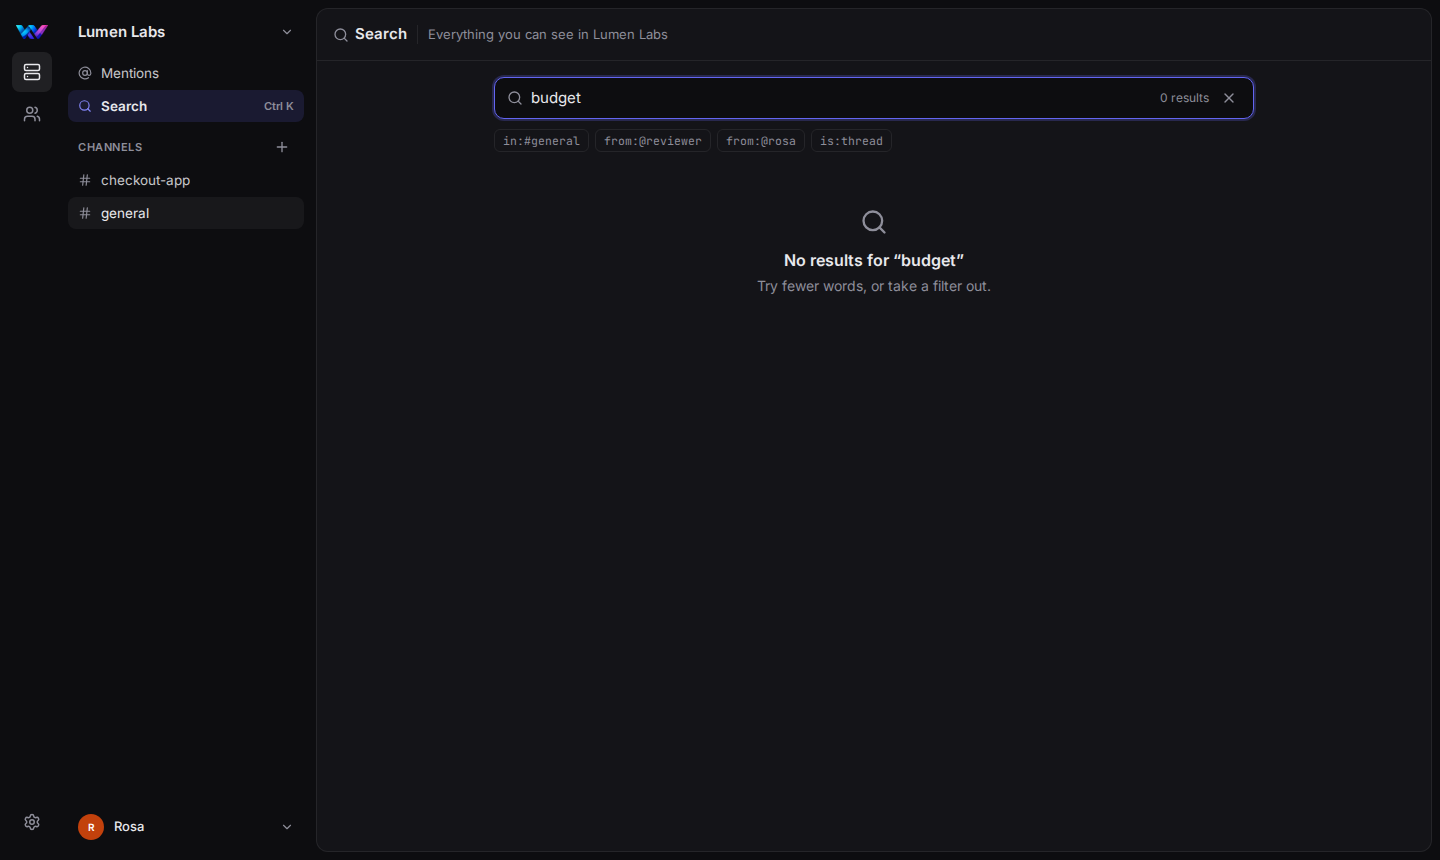 Lumen Labs
Mentions
Search
Ctrl K
CHANNELS
# checkout-app
# general
R
Rosa
Search
Everything you can see in Lumen Labs
budget
0 results
in:#general
from:@reviewer
from:@rosa
is:thread
No results for “budget”
Try fewer words, or take a filter out.